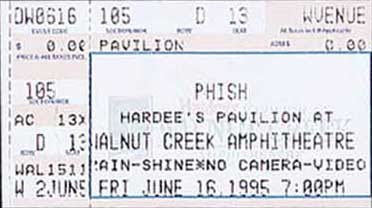 DW0616 105 D 13 WVENUE
$ 0.00 PAVILION 0.00
105 PHISH
AC 13X HARDEE'S PAVILION AT
D 13 WALNUT CREEK AMPHITHEATRE
WAL1511 RAIN-SHINE*NO CAMERA-VIDEO
W 2JUN5 FRI JUNE 16,1995 7:00PM